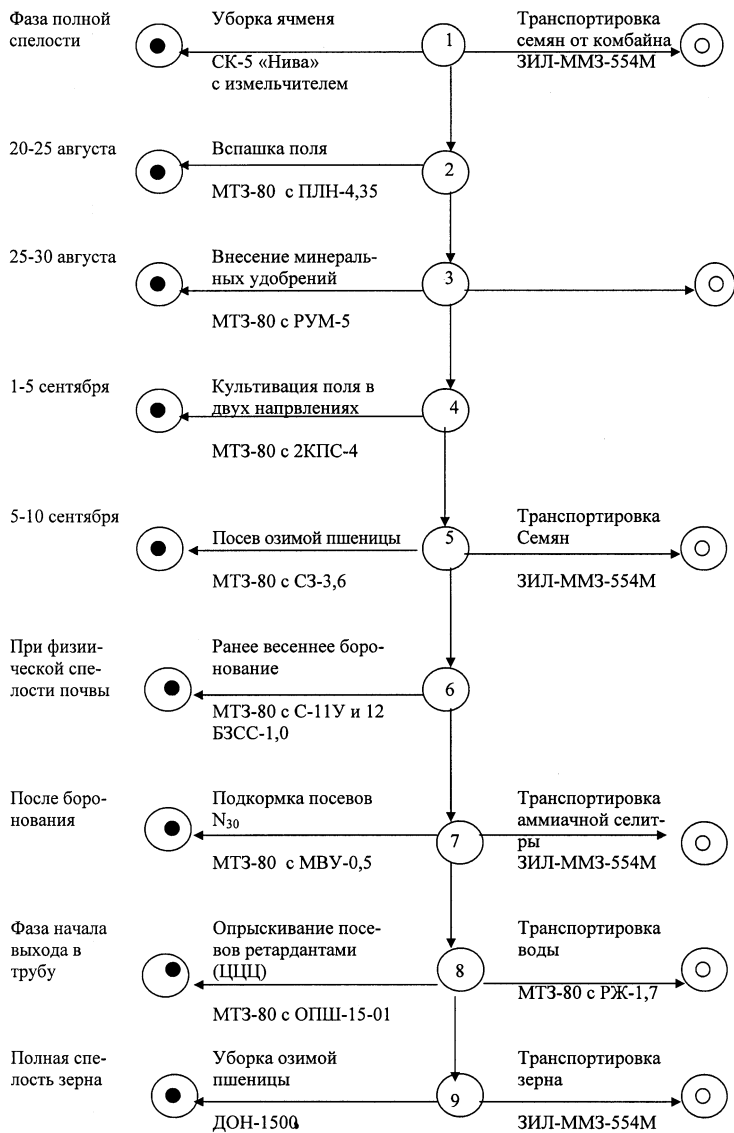 Фаза полной
спелости
Уборка ячменя
СК-5 «Нива»
с измельчителем
1
Транспортировка
семян от комбайна
ЗИЛ-ММЗ-554М
20-25 августа
Вспашка поля
МТЗ-80 с ПЛН-4,35
2
25-30 августа
Внесение минераль-
ных удобрений
МТЗ-80 с РУМ-5
3
1-5 сентября
Культивация поля в
двух напрвлениях
МТЗ-80 с 2КПС-4
4
5-10 сентября
Посев озимой пшеницы
МТЗ-80 с СЗ-3,6
5
Транспортировка
Семян
ЗИЛ-ММЗ-554М
При физии-
ческой спе-
лости почвы
Ранее весеннее боро-
нование
МТЗ-80 с С-11У и 12
БЗСС-1,0
6
После боро-
нования
Подкормка посевов
N30
МТЗ-80 с МВУ-0,5
7
Транспортировка
аммиачной селит-
ры
ЗИЛ-ММЗ-554М
Фаза начала
выхода в
трубу
Опрыскивание посе-
вов ретардантами
(ЦЦЦ)
МТЗ-80 с ОПШ-15-01
8
Транспортировка
воды
МТЗ-80 с РЖ-1,7
Полная спе-
лость зерна
Уборка озимой
пшеницы
ДОН-1500
9
Транспортировка
зерна
ЗИЛ-ММЗ-554М